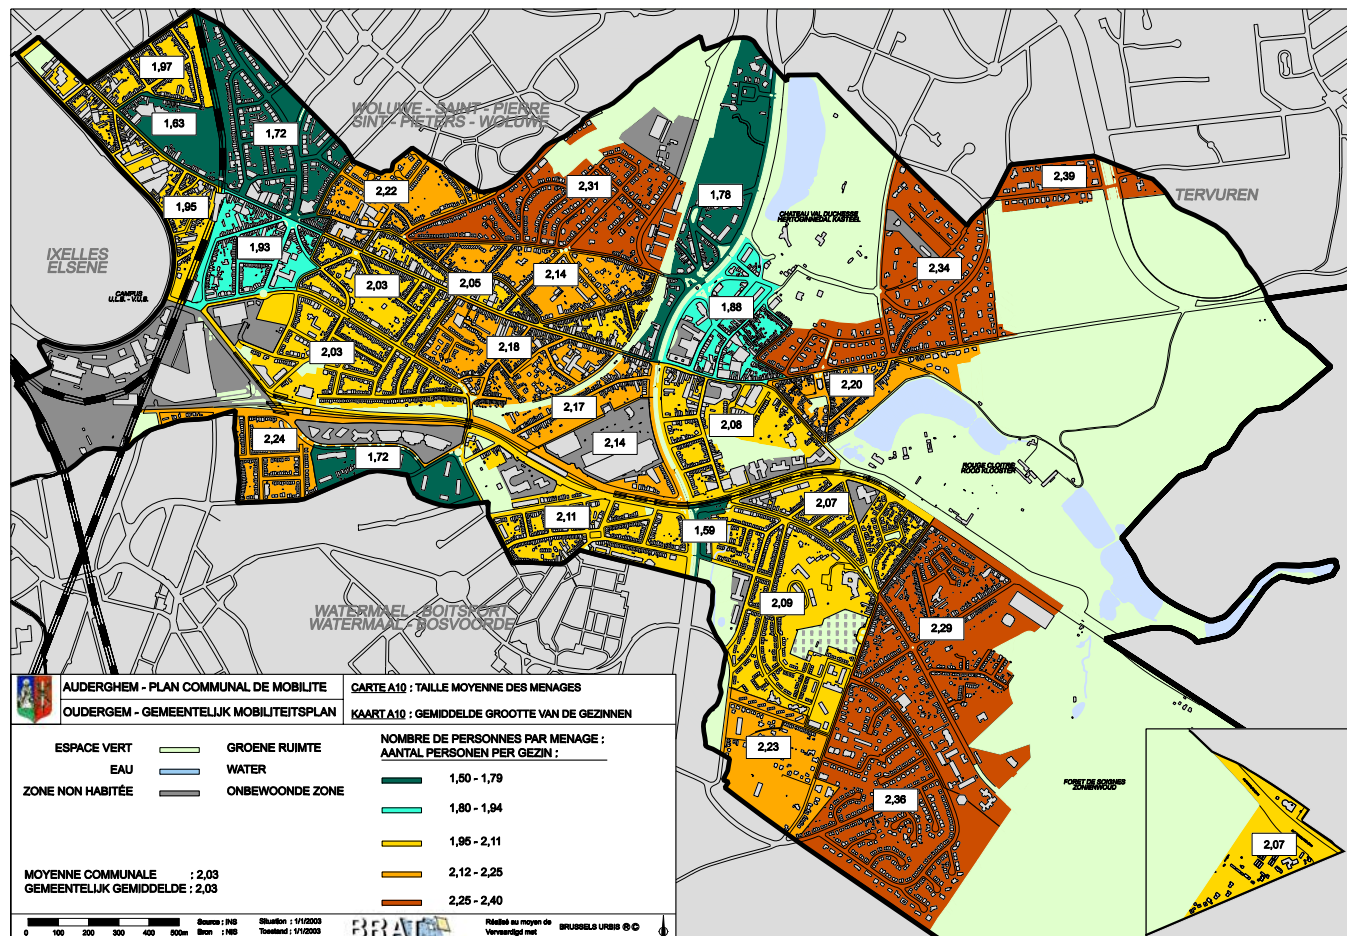 1,97
1,63
1,72
WOLUWE - SAINT - PIERRE
SINT - PIETERS - WOLUWE
2,22
2,31
1,78
2,39
TERVUREN
1,95
1,93
CHATEAU VAL DUCHESSE
HERTOGINNEDAL KASTEEL
IXELLES
ELSENE
CAMPUS
U.L.B. - V.U.B.
2,03
2,05
2,14
2,34
1,88
2,03
2,18
2,20
2,17
2,08
2,24
2,14
1,72
ROUGE CLOITRE
ROOD KLOOSTER
2,11
1,59
2,07
WATERMAEL - BOITSFORT
WATERMAAL - BOSVOORDE
2,09
2,29
2,23
2,36
FORET DE SOIGNES
ZONIENWOUD
2,07
AUDERGHEM - PLAN COMMUNAL DE MOBILITE
OUDERGEM - GEMEENTELIJK MOBILITEITSPLAN
CARTE A10 : TAILLE MOYENNE DES MENAGES
KAART A10 : GEMIDDELDE GROOTTE VAN DE GEZINNEN
ESPACE VERT GROENE RUIMTE
EAU WATER
ZONE NON HABITÉE ONBEWOONDE ZONE
NOMBRE DE PERSONNES PAR MENAGE :
AANTAL PERSONEN PER GEZIN :
1,50 - 1,79
1,80 - 1,94
1,95 - 2,11
2,12 - 2,25
2,25 - 2,40
MOYENNE COMMUNALE : 2,03
GEMEENTELIJK GEMIDDELDE : 2,03
0 100 200 300 400 500m
Source : INS Situation : 1/1/2003
Bron : NIS Toestand : 1/1/2003
BRAT
Réalisé au moyen de
Vervaardigd met
BRUSSELS URBIS ® ©